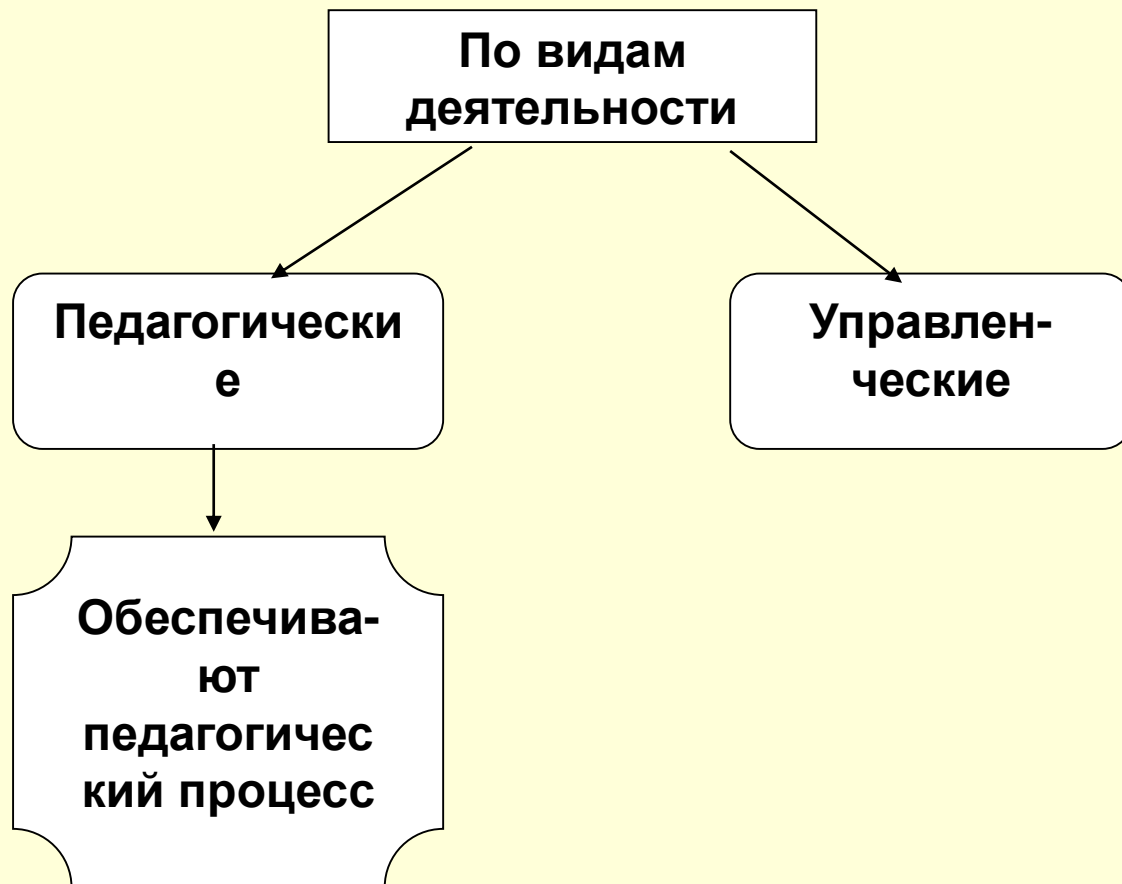 По видам
деятельности
Педагогически
е
Управлен-
ческие
Обеспечива-
ют
педагогичес
кий процесс